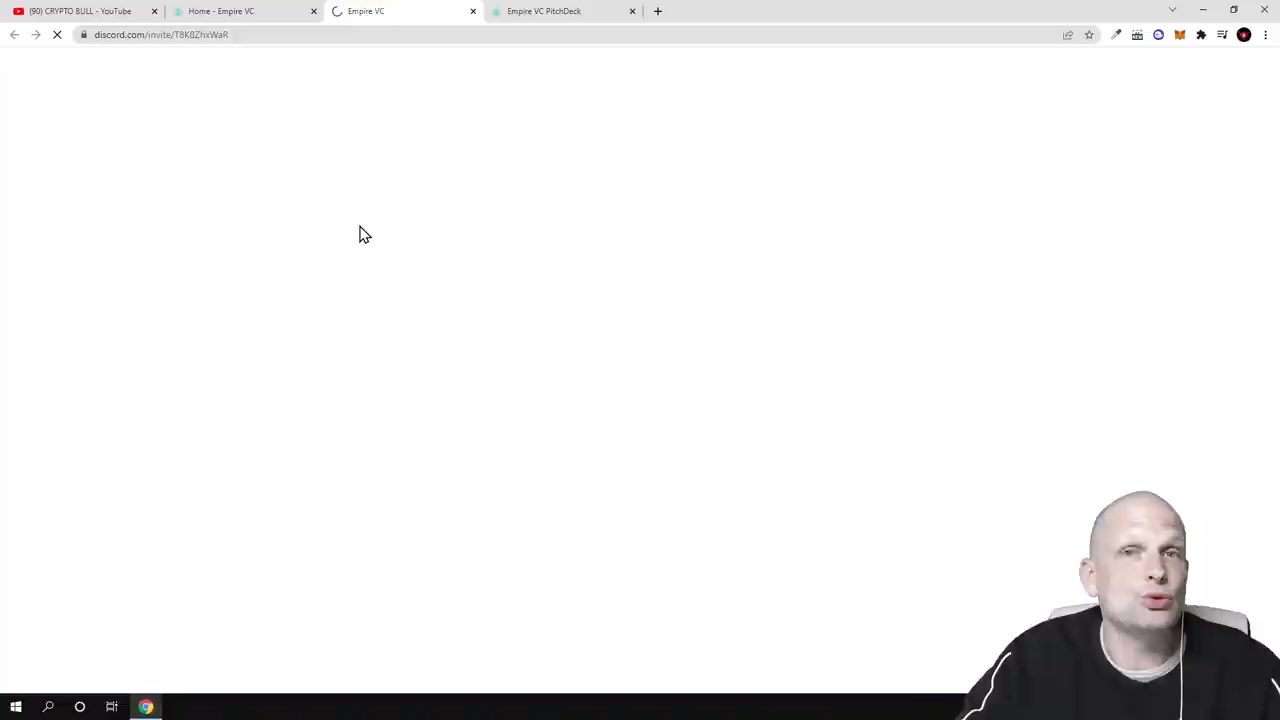 (90) CRYPTO BULL - YouTube
Home - Empire VC
Empire VC
Empire VC PitchDeck
discord.com/invite/T8K8ZhxWaR